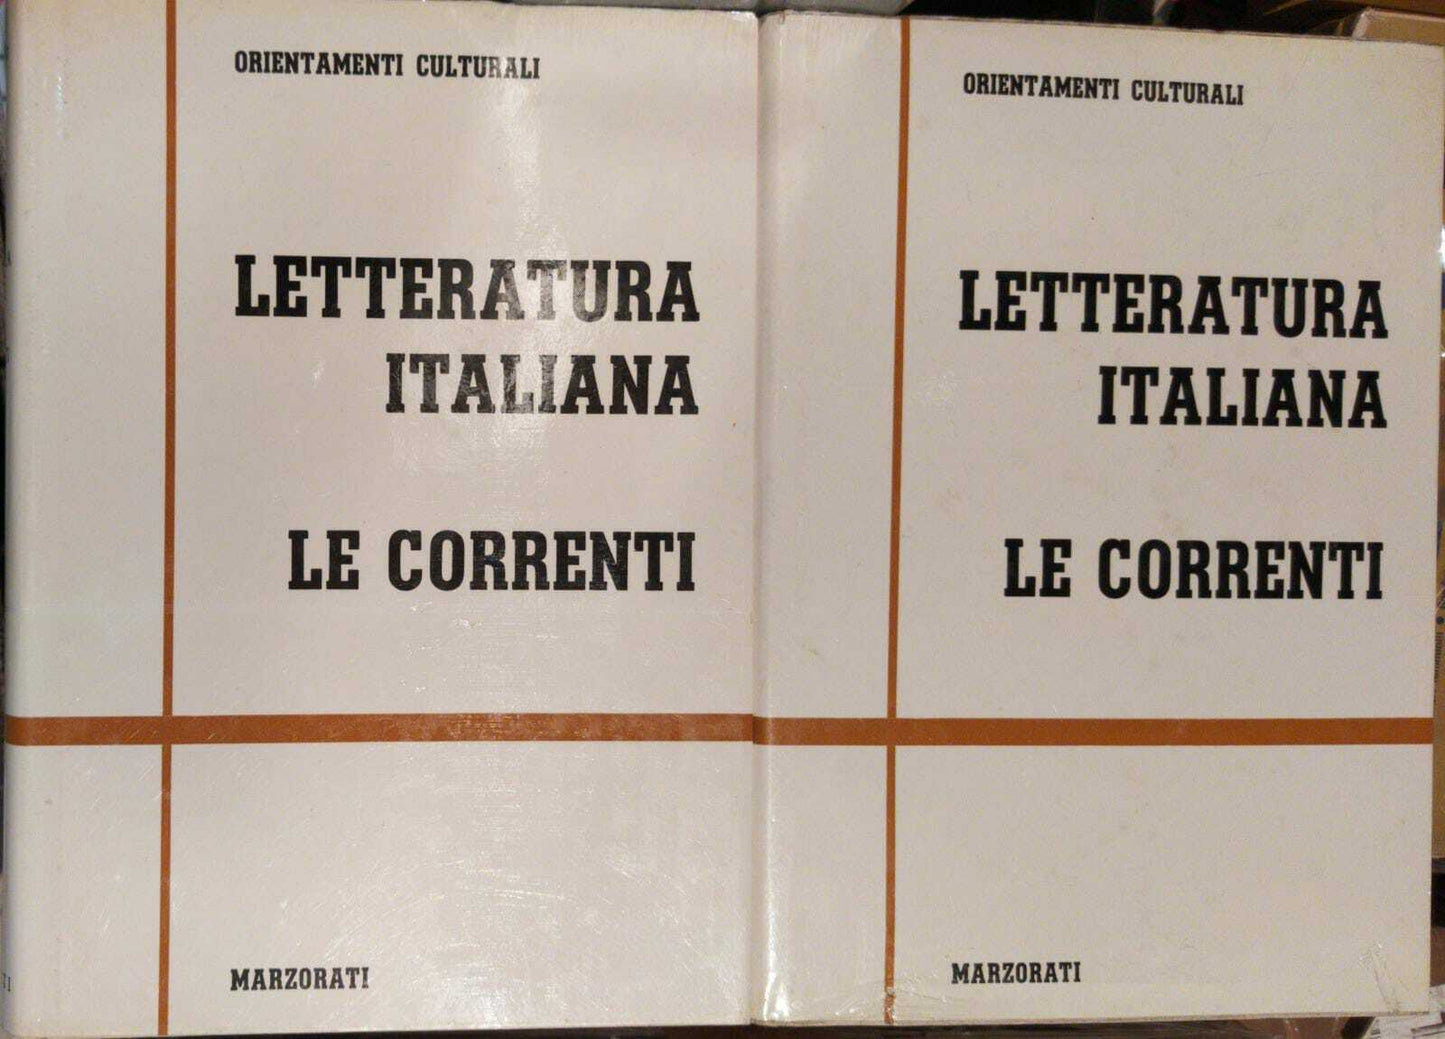 ORIENTAMENTI CULTURALI
LETTERATURA
ITALIANA
LE CORRENTI
MARZORATI
ORIENTAMENTI CULTURALI
LETTERATURA
ITALIANA
LE CORRENTI
MARZORATI